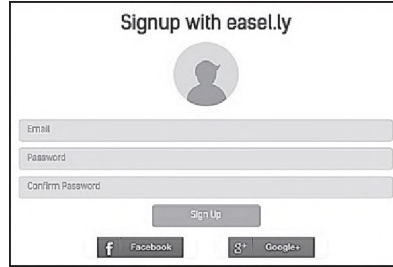 Signup with easel.ly
Email
Password
Confirm Password
Sign Up
f Facebook
g+ Google+